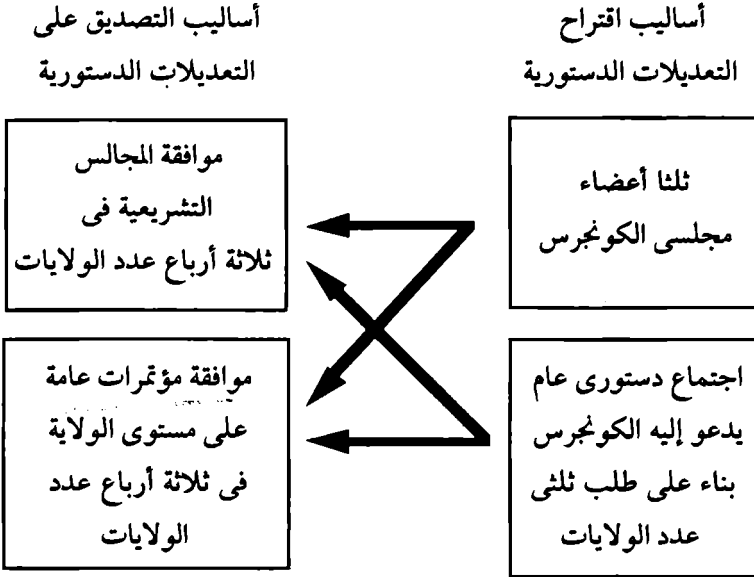 أساليب اقتراح
التعديلات الدستورية
ثلثا أعضاء
مجلسى الكونجرس
اجتماع دستورى عام
يدعو إليه الكونجرس
بناء على طلب ثلثى
عدد الولايات
أساليب التصديق على
التعديلات الدستورية
موافقة المجالس
التشريعية فى
ثلاثة أرباع عدد الولايات
موافقة مؤتمرات عامة
على مستوى الولاية
فى ثلاثة أرباع عدد
الولايات